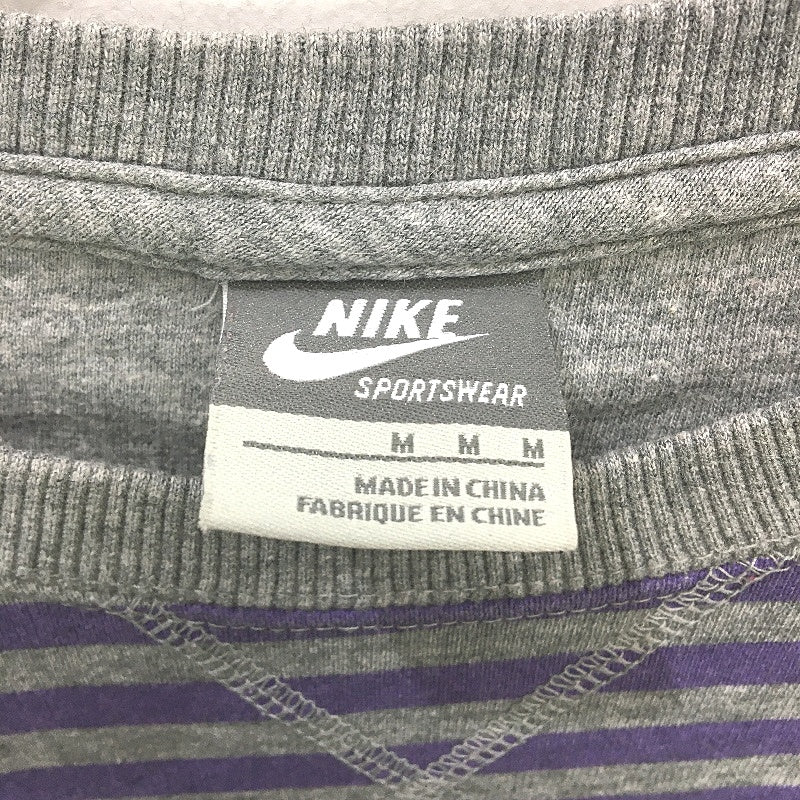 NIKE
SPORTSWEAR
M M M
MADE IN CHINA
FABRIQUE EN CHINE